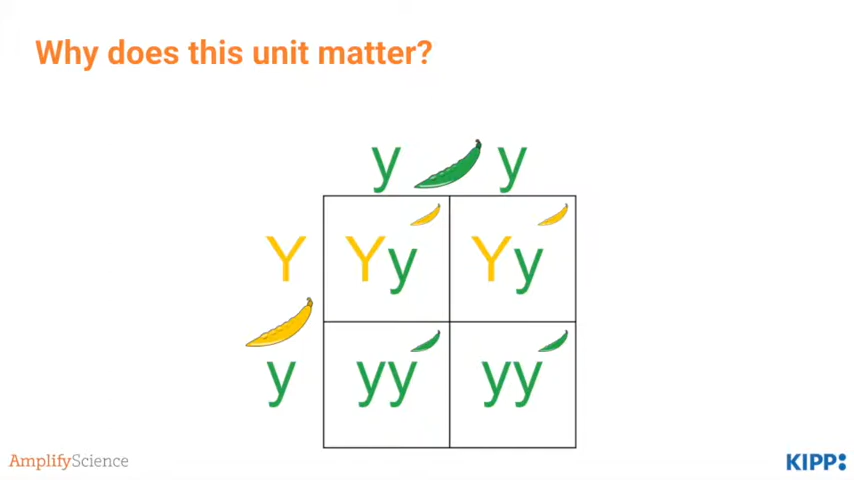 Why does this unit matter?
y y
Y Yy Yy
y yy yy
AmplifyScience
KIPP: